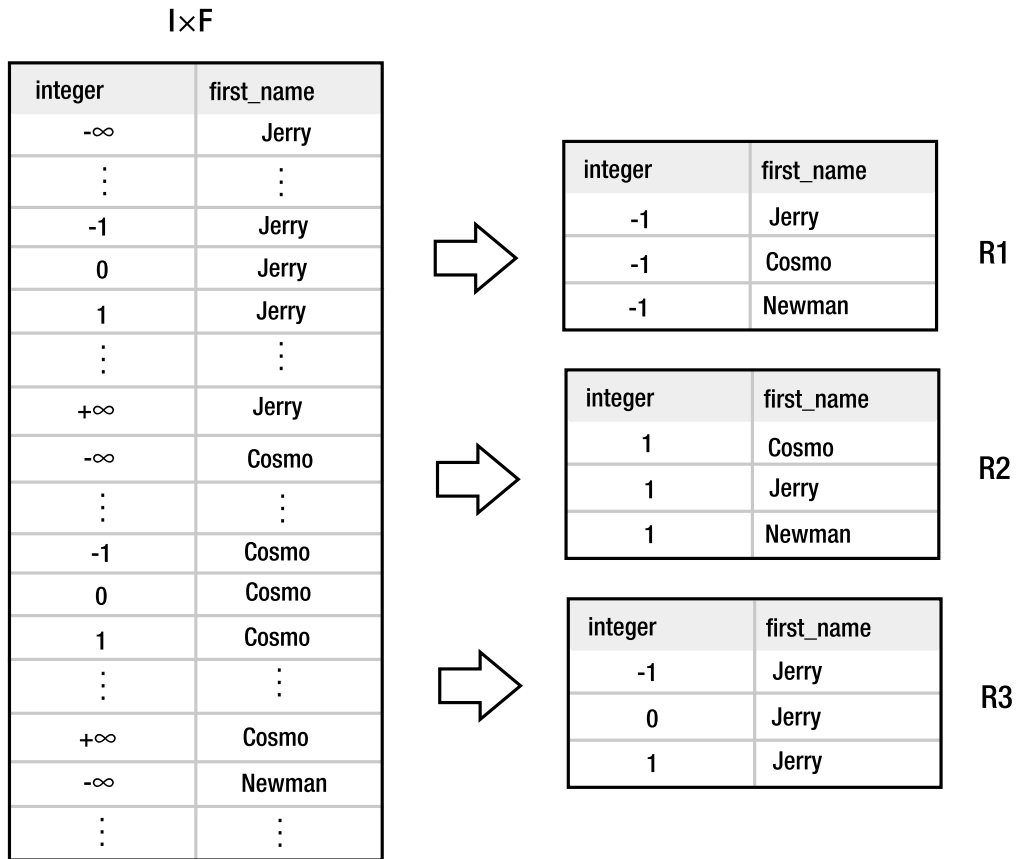 I×F
integer first_name
-∞ Jerry
⋮ ⋮
-1 Jerry
0 Jerry
1 Jerry
⋮ ⋮
+∞ Jerry
-∞ Cosmo
⋮ ⋮
-1 Cosmo
0 Cosmo
1 Cosmo
⋮ ⋮
+∞ Cosmo
-∞ Newman
⋮ ⋮
integer first_name
-1 Jerry
-1 Cosmo
-1 Newman
R1
integer first_name
1 Cosmo
1 Jerry
1 Newman
R2
integer first_name
-1 Jerry
0 Jerry
1 Jerry
R3